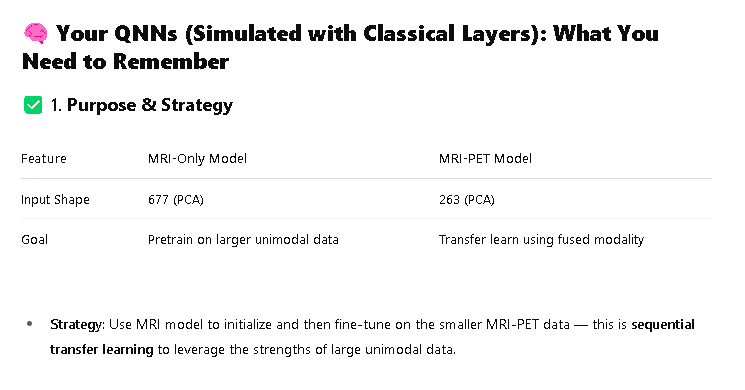 🧠 Your QNNs (Simulated with Classical Layers): What You
Need to Remember
✅ 1. Purpose & Strategy
Feature MRI-Only Model MRI-PET Model
Input Shape 677 (PCA) 263 (PCA)
Goal Pretrain on larger unimodal data Transfer learn using fused modality
• Strategy: Use MRI model to initialize and then fine-tune on the smaller MRI-PET data — this is sequential
transfer learning to leverage the strengths of large unimodal data.